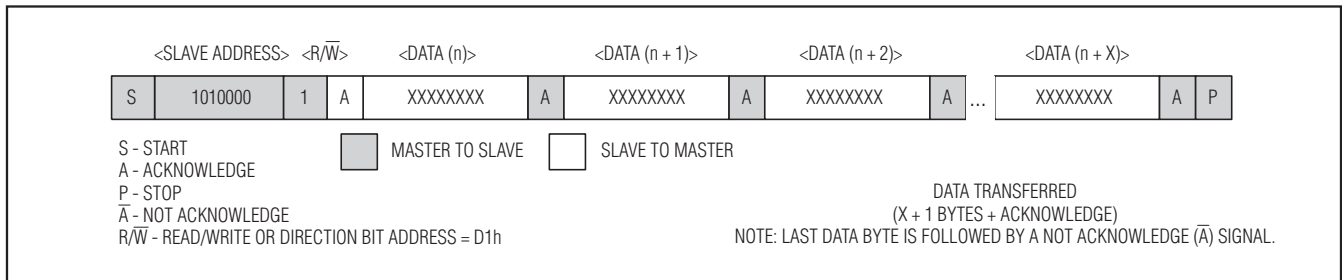 <SLAVE ADDRESS> <R/W̅> <DATA (n)> <DATA (n + 1)> <DATA (n + 2)> <DATA (n + X)>
S 1010000 1 A XXXXXXXX A XXXXXXXX A XXXXXXXX A ... XXXXXXXX A P
S - START
A - ACKNOWLEDGE
P - STOP
A̅ - NOT ACKNOWLEDGE
R/W̅ - READ/WRITE OR DIRECTION BIT ADDRESS = D1h
MASTER TO SLAVE
SLAVE TO MASTER
DATA TRANSFERRED
(X + 1 BYTES + ACKNOWLEDGE)
NOTE: LAST DATA BYTE IS FOLLOWED BY A NOT ACKNOWLEDGE (A̅) SIGNAL.